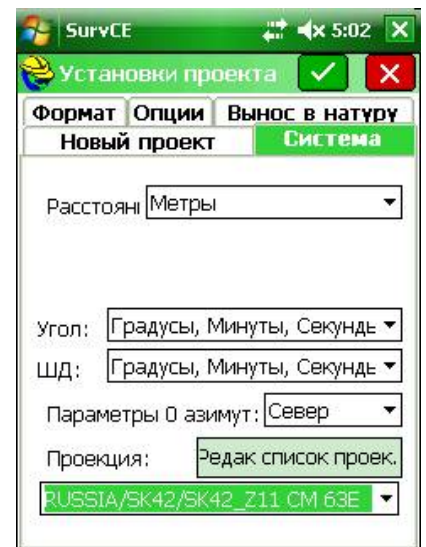 SurvCE 5:02
Установки проекта
Формат Опции Вынос в натуру
Новый проект Система
Расстоян Метры
Угол: Градусы, Минуты, Секунды
ШД: Градусы, Минуты, Секунды
Параметры 0 азимут: Север
Проекция: Редак список проек.
RUSSIA/SK42/SK42_Z11 CM 63E